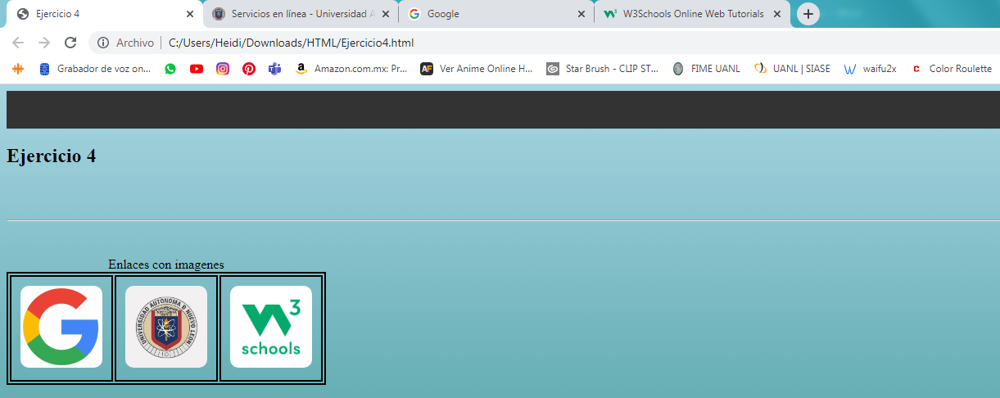 Ejercicio 4
Servicios en línea - Universidad A
Google
W3Schools Online Web Tutorials
Archivo | C:/Users/Heidi/Downloads/HTML/Ejercicio4.html
Grabador de voz on...
Amazon.com.mx: Pr...
AF
Ver Anime Online H...
Star Brush - CLIP ST...
FIME UANL
UANL | SIASE
waifu2x
Color Roulette
Ejercicio 4
Enlaces con imagenes
UNIVERSIDAD AUTONOMA D NUEVO LEON
W3
schools